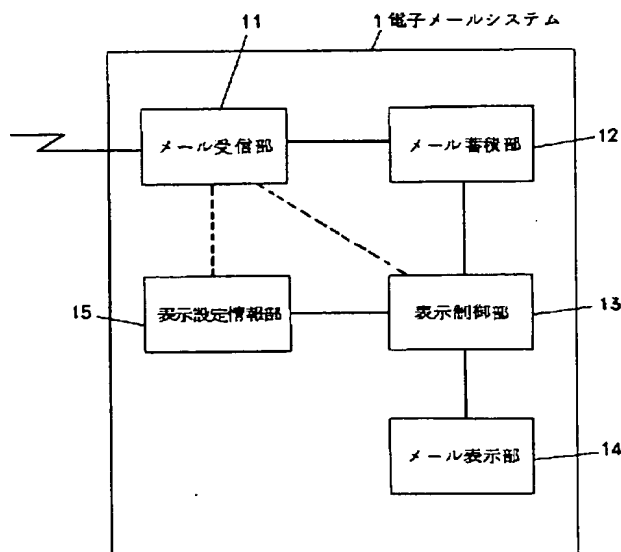 11
1 電子メールシステム
メール受信部
メール蓄積部
12
15
表示設定情報部
表示制御部
13
メール表示部
14